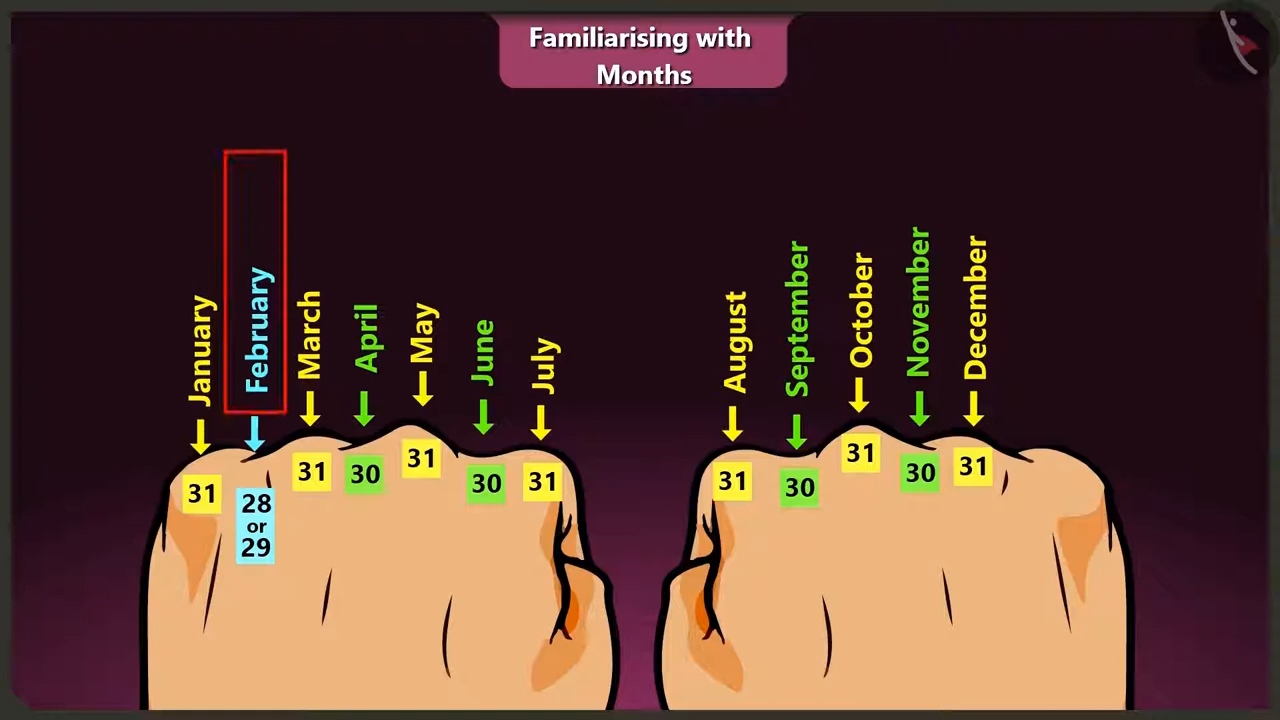 Familiarising with
Months
January
February
March
April
May
June
July
August
September
October
November
December
31
28
or
29
31
30
31
30
31
31
30
31
30
31